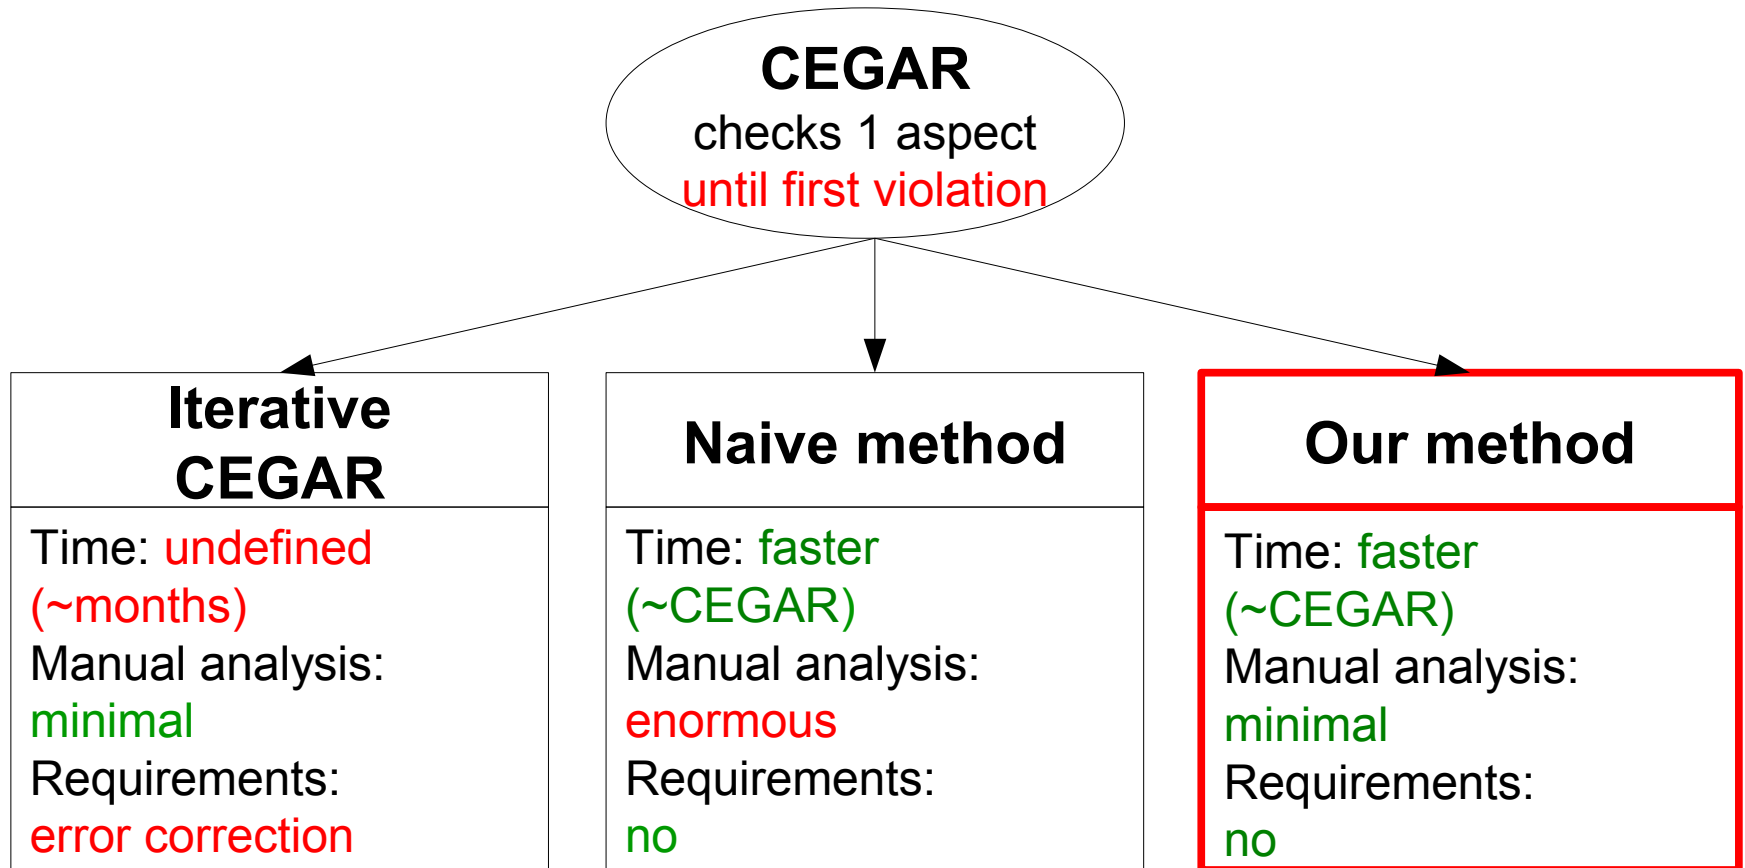 CEGAR
checks 1 aspect
until first violation
Iterative
CEGAR
Time: undefined
(~months)
Manual analysis:
minimal
Requirements:
error correction
Naive method
Time: faster
(~CEGAR)
Manual analysis:
enormous
Requirements:
no
Our method
Time: faster
(~CEGAR)
Manual analysis:
minimal
Requirements:
no